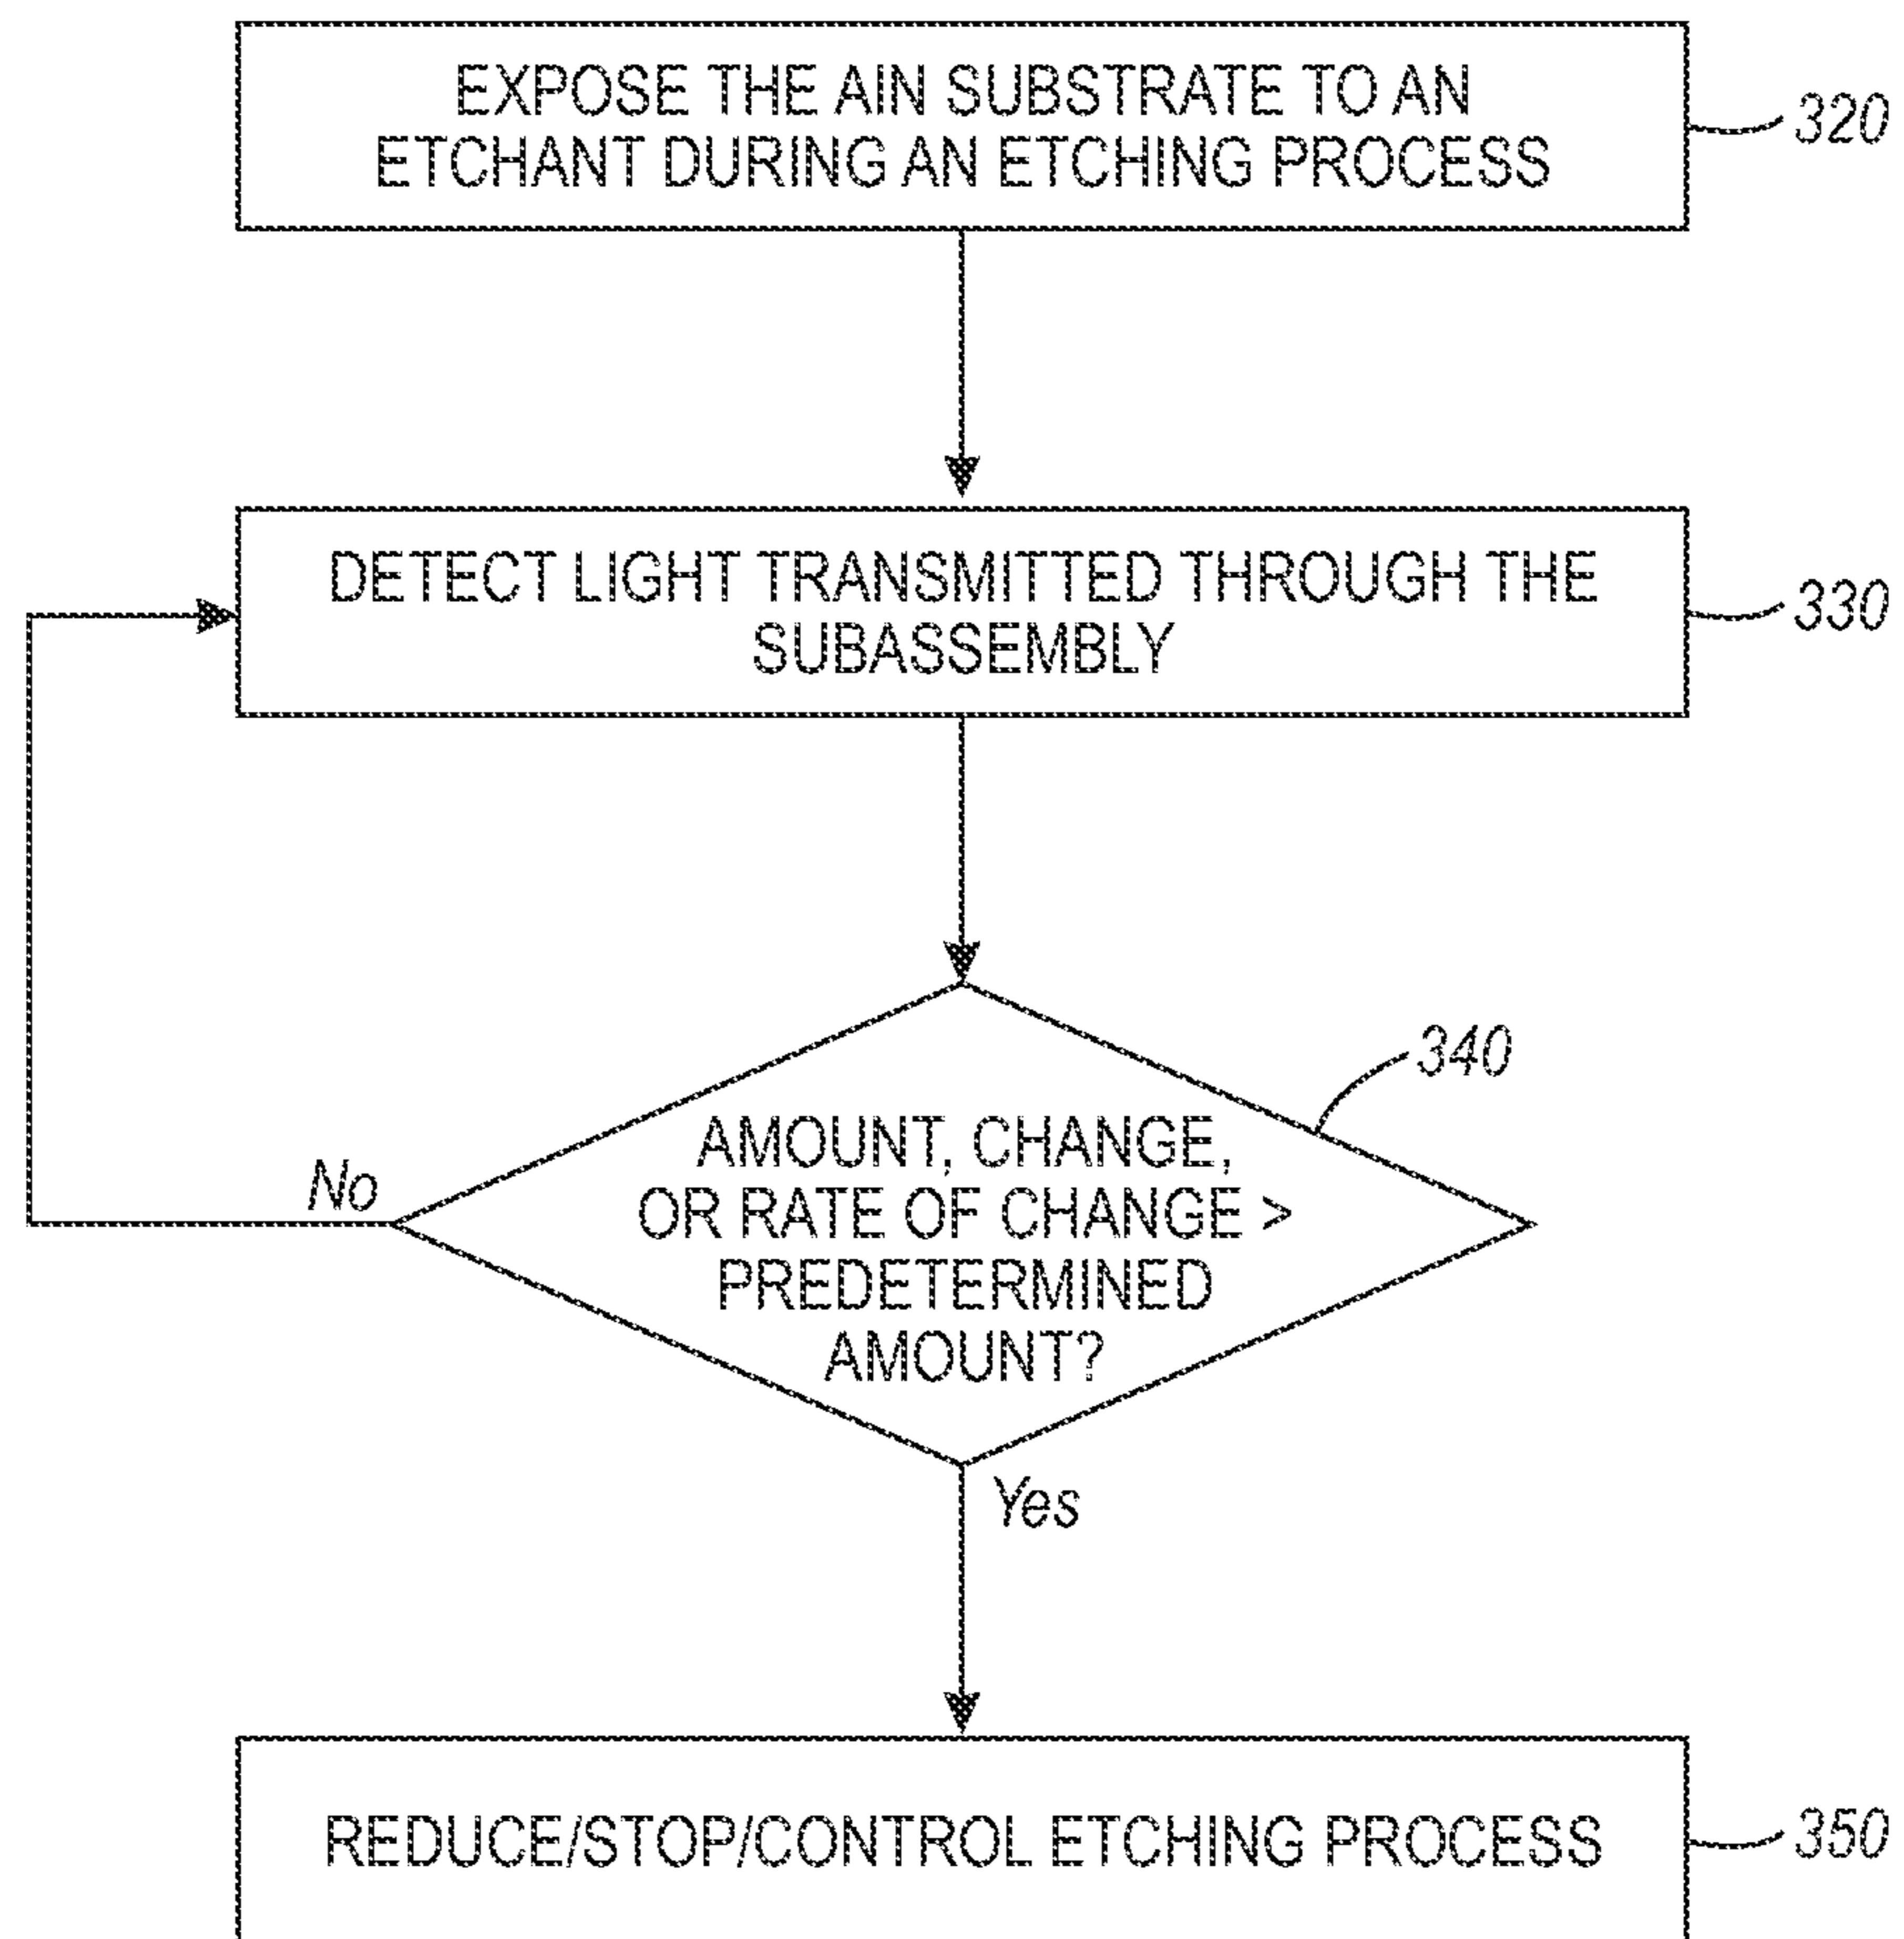 EXPOSE THE AlN SUBSTRATE TO AN
ETCHANT DURING AN ETCHING PROCESS
320
DETECT LIGHT TRANSMITTED THROUGH THE
SUBASSEMBLY
330
340
AMOUNT, CHANGE,
OR RATE OF CHANGE >
PREDETERMINED
AMOUNT?
No
Yes
REDUCE/STOP/CONTROL ETCHING PROCESS
350